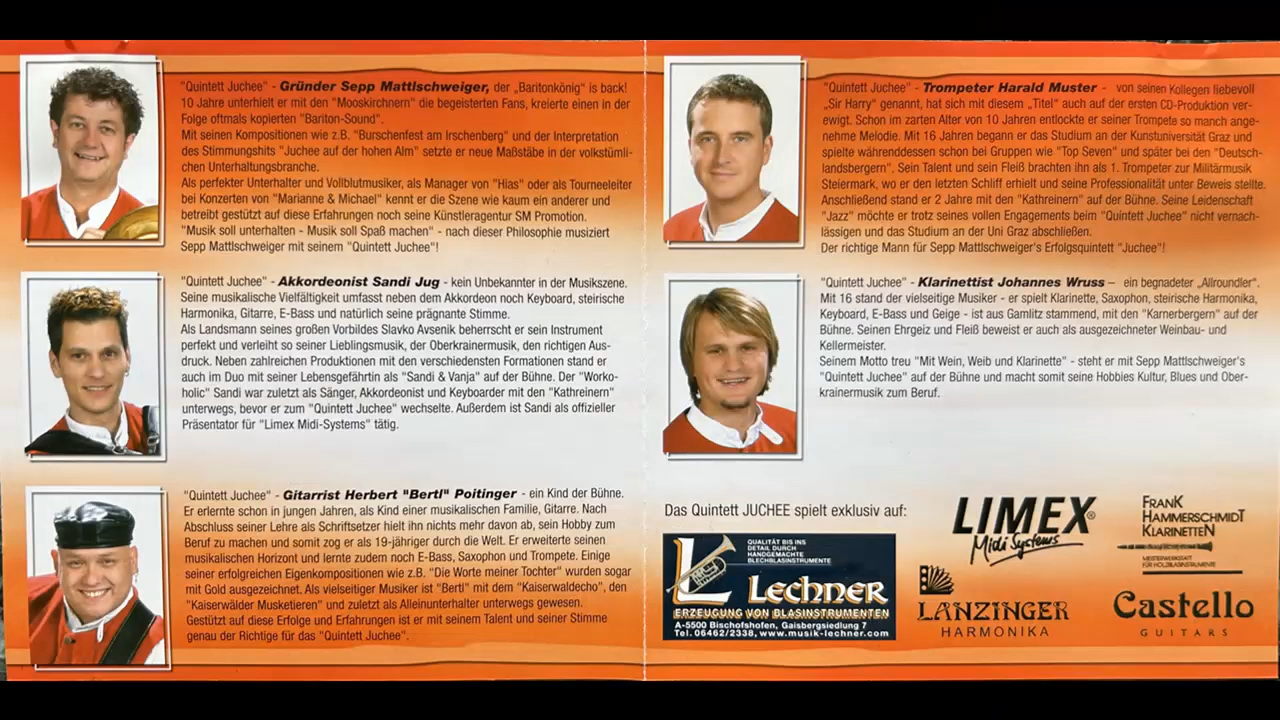 "Quintett Juchee" - Gründer Sepp Mattlschweiger, der „Baritonkönig" is back!
10 Jahre unterhielt er mit den "Mooskirchnern" die begeisterten Fans, kreierte einen in der
Folge oftmals kopierten "Bariton-Sound".
Mit seinen Kompositionen wie z.B. "Burschenfest am Irschenberg" und der Interpretation
des Stimmungshits "Juchee auf der hohen Alm" setzte er neue Maßstäbe in der volkstümli-
chen Unterhaltungsbranche.
Als perfekter Unterhalter und Vollblutmusiker, als Manager von "Hias" oder als Tourneeleiter
bei Konzerten von "Marianne & Michael" kennt er die Szene wie kaum ein anderer und
betreibt gestützt auf diese Erfahrungen noch seine Künstleragentur SM Promotion.
"Musik soll unterhalten - Musik soll Spaß machen" - nach dieser Philosophie musiziert
Sepp Mattlschweiger mit seinem "Quintett Juchee"!
"Quintett Juchee" - Akkordeonist Sandi Jug - kein Unbekannter in der Musikszene.
Seine musikalische Vielfältigkeit umfasst neben dem Akkordeon noch Keyboard, steirische
Harmonika, Gitarre, E-Bass und natürlich seine prägnante Stimme.
Als Landsmann seines großen Vorbildes Slavko Avsenik beherrscht er sein Instrument
perfekt und verleiht so seiner Lieblingsmusik, der Oberkrainermusik, den richtigen Aus-
druck. Neben zahlreichen Produktionen mit den verschiedensten Formationen stand er
auch im Duo mit seiner Lebensgefährtin als "Sandi & Vanja" auf der Bühne. Der "Worko-
holic" Sandi war zuletzt als Sänger, Akkordeonist und Keyboarder mit den "Kathreinern"
unterwegs, bevor er zum "Quintett Juchee" wechselte. Außerdem ist Sandi als offizieller
Präsentator für "Limex Midi-Systems" tätig.
"Quintett Juchee" - Gitarrist Herbert "Bertl" Poitinger - ein Kind der Bühne.
Er erlernte schon in jungen Jahren, als Kind einer musikalischen Familie, Gitarre. Nach
Abschluss seiner Lehre als Schriftsetzer hielt ihn nichts mehr davon ab, sein Hobby zum
Beruf zu machen und somit zog er als 19-jähriger durch die Welt. Er erweiterte seinen
musikalischen Horizont und lernte zudem noch E-Bass, Saxophon und Trompete. Einige
seiner erfolgreichen Eigenkompositionen wie z.B. "Die Worte meiner Tochter" wurden sogar
mit Gold ausgezeichnet. Als vielseitiger Musiker ist "Bertl" mit dem "Kaiserwaldecho", den
"Kaiserwälder Musketieren" und zuletzt als Alleinunterhalter unterwegs gewesen.
Gestützt auf diese Erfolge und Erfahrungen ist er mit seinem Talent und seiner Stimme
genau der Richtige für das "Quintett Juchee".
"Quintett Juchee" - Trompeter Harald Muster - von seinen Kollegen liebevoll
„Sir Harry" genannt, hat sich mit diesem „Titel" auch auf der ersten CD-Produktion ver-
ewigt. Schon im zarten Alter von 10 Jahren entlockte er seiner Trompete so manch ange-
nehme Melodie. Mit 16 Jahren begann er das Studium an der Kunstuniversität Graz und
spielte währenddessen schon bei Gruppen wie "Top Seven" und später bei den "Deutsch-
landsbergern". Sein Talent und sein Fleiß brachten ihn als 1. Trompeter zur Militärmusik
Steiermark, wo er den letzten Schliff erhielt und seine Professionalität unter Beweis stellte.
Anschließend stand er 2 Jahre mit den "Kathreinern" auf der Bühne. Seine Leidenschaft
"Jazz" möchte er trotz seines vollen Engagements beim "Quintett Juchee" nicht vernach-
lässigen und das Studium an der Uni Graz abschließen.
Der richtige Mann für Sepp Mattlschweiger's Erfolgsquintett "Juchee"!
"Quintett Juchee" - Klarinettist Johannes Wruss – ein begnadeter „Allroundler".
Mit 16 stand der vielseitige Musiker - er spielt Klarinette, Saxophon, steirische Harmonika,
Keyboard, E-Bass und Geige - ist aus Gamlitz stammend, mit den "Karnerbergern" auf der
Bühne. Seinen Ehrgeiz und Fleiß beweist er auch als ausgezeichneter Weinbau- und
Kellermeister.
Seinem Motto treu "Mit Wein, Weib und Klarinette" - steht er mit Sepp Mattlschweiger's
"Quintett Juchee" auf der Bühne und macht somit seine Hobbies Kultur, Blues und Ober-
krainermusik zum Beruf.
Das Quintett JUCHEE spielt exklusiv auf:
L
QUALITÄT BIS INS
DETAIL DURCH
HANDGEMACHTE
BLECHBLASINSTRUMENTE
LECHNER
ERZEUGUNG VON BLASINSTRUMENTEN
A-5500 Bischofshofen, Gaisbergsiedlung 7
Tel. 06462/2338, www.musik-lechner.com
LIMEX®
Midi Systems
FRANK
HAMMERSCHMIDT
KLARINETTEN
MEISTERWERKSTATT
FÜR HOLZBLASINSTRUMENTE
LANZINGER
HARMONIKA
Castello
GUITARS